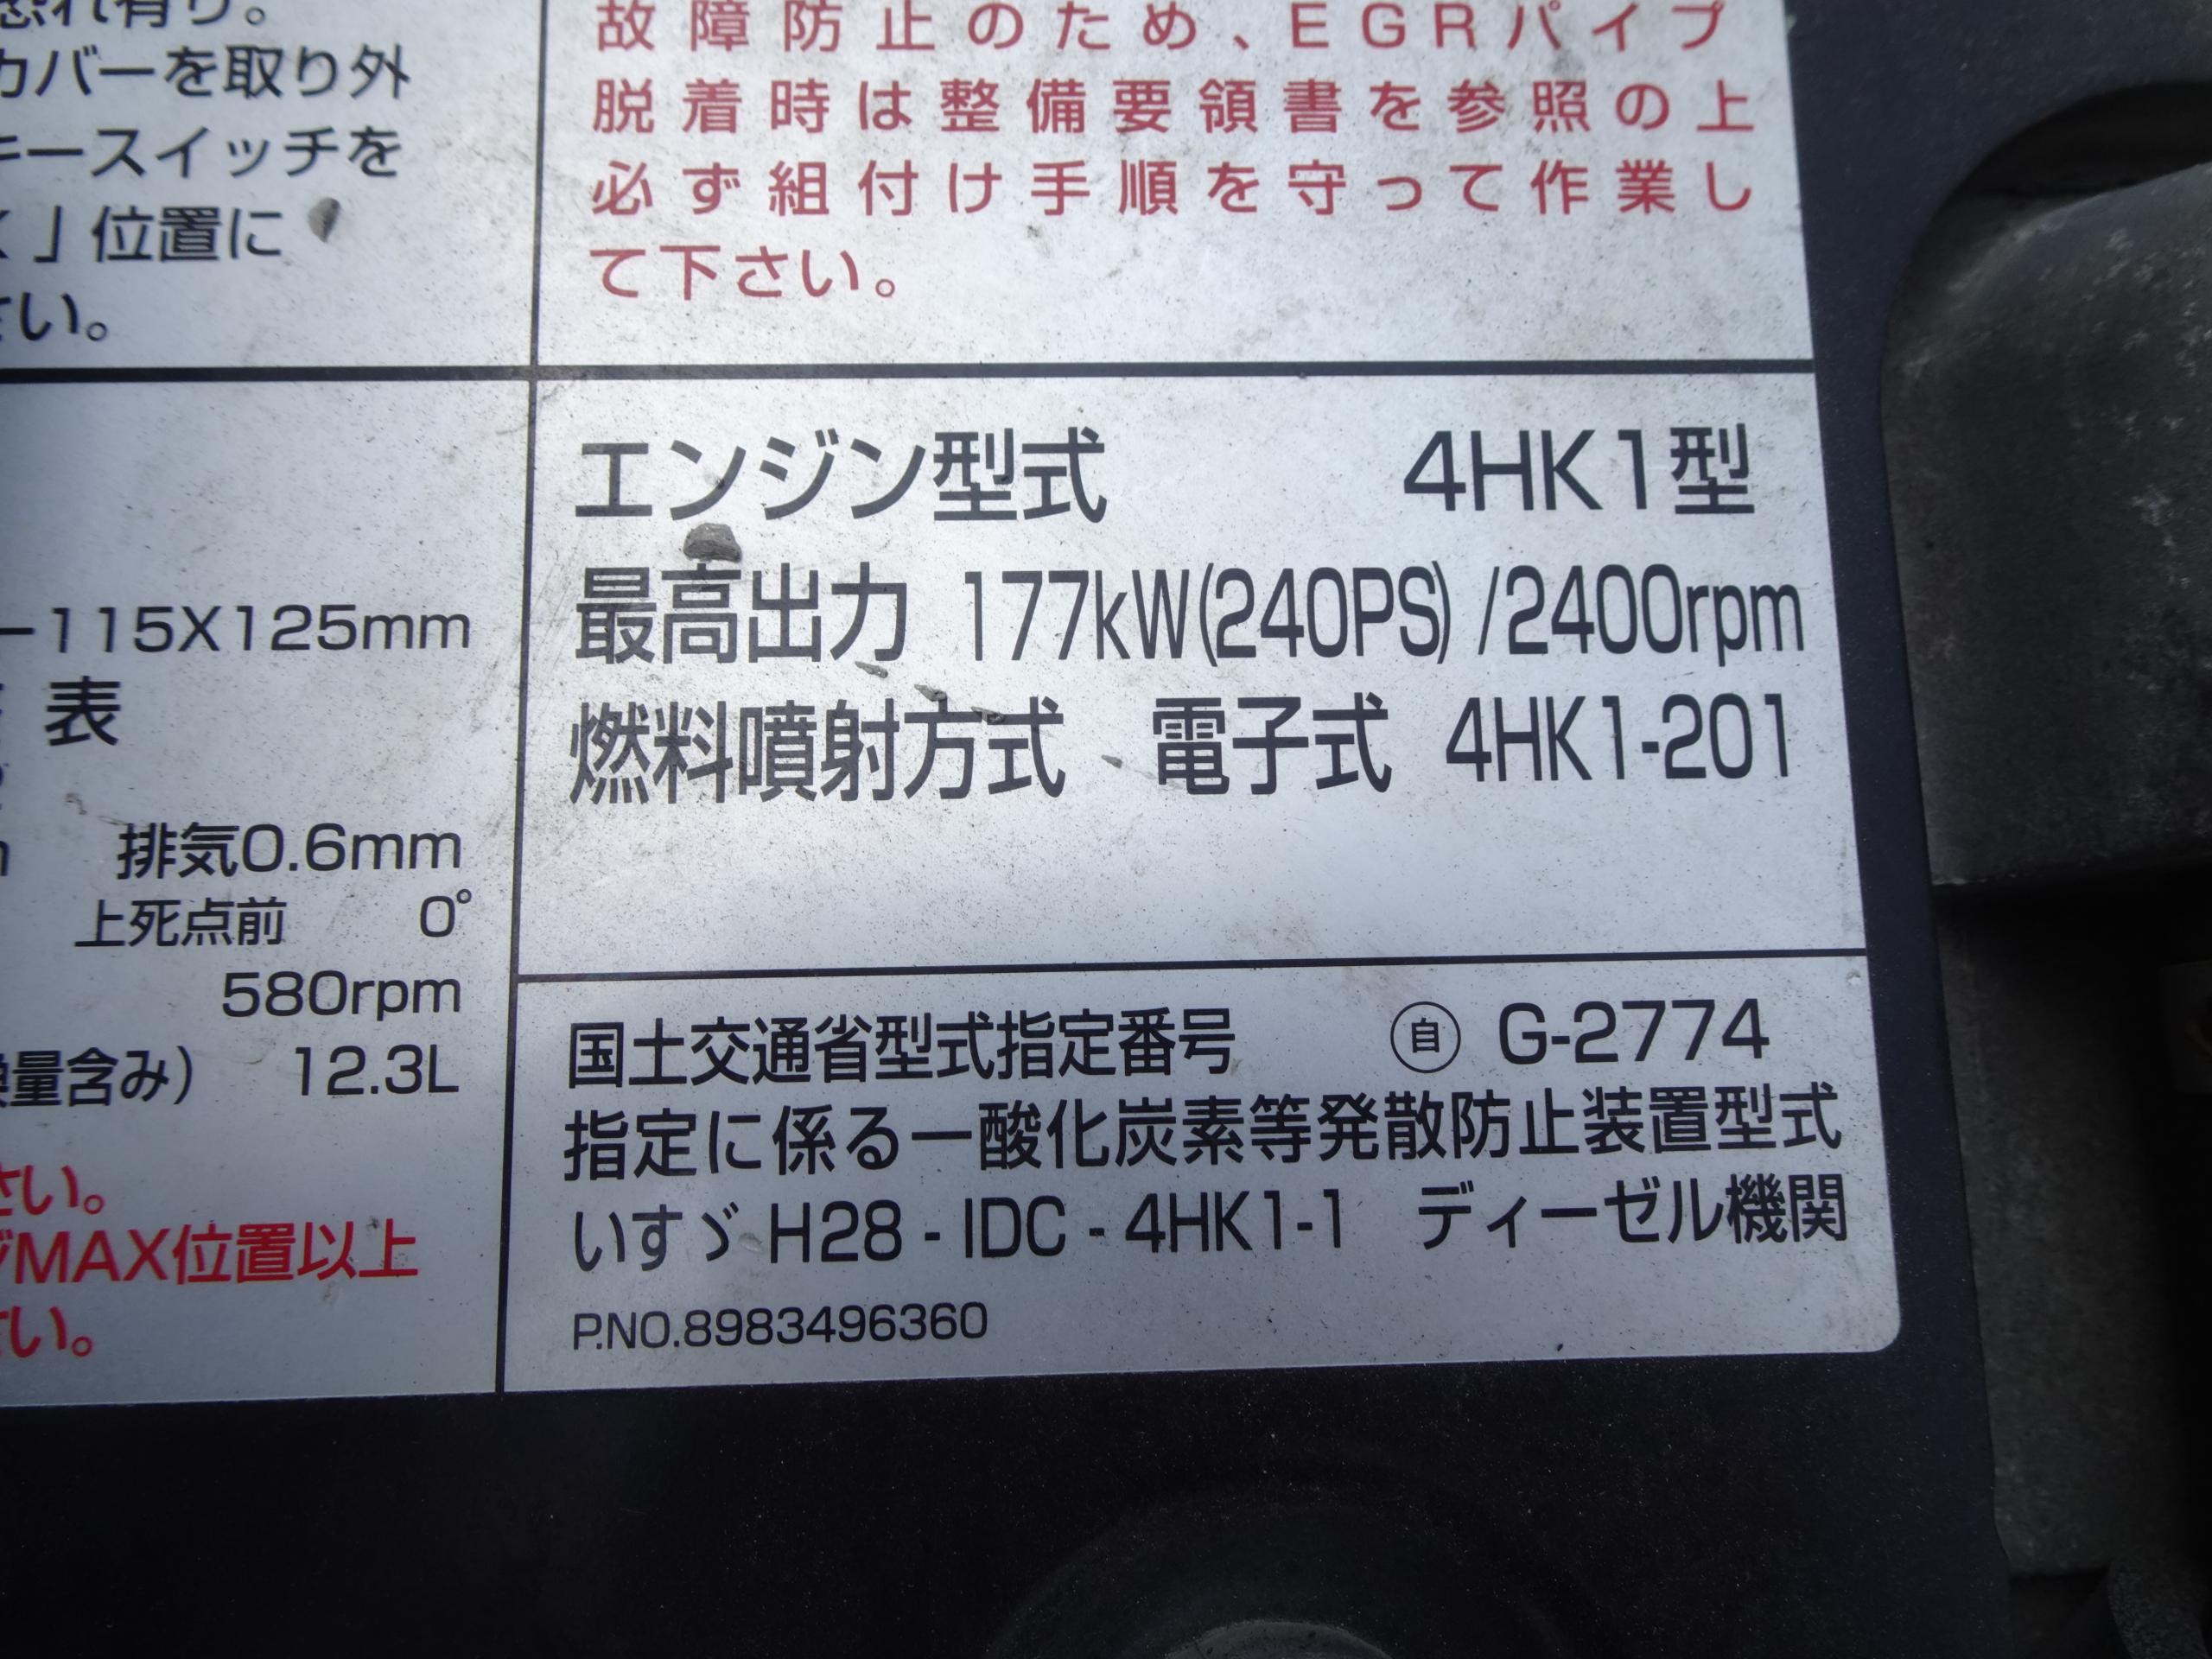 恐れ有り。
カバーを取り外
キースイッチを
」位置に
さい。
故障防止のため、EGRパイプ
脱着時は整備要領書を参照の上
必ず組付け手順を守って作業し
て下さい。
115X125mm
表
排気0.6mm
上死点前 0°
580rpm
量含み) 12.3L
さい。
MAX位置以上
さい。
エンジン型式 4HK1型
最高出力 177kW(240PS) /2400rpm
燃料噴射方式 電子式 4HK1-201
国土交通省型式指定番号 ㊀自 G-2774
指定に係る一酸化炭素等発散防止装置型式
いすゞ H28 - IDC - 4HK1-1 ディーゼル機関
P.NO.8983496360